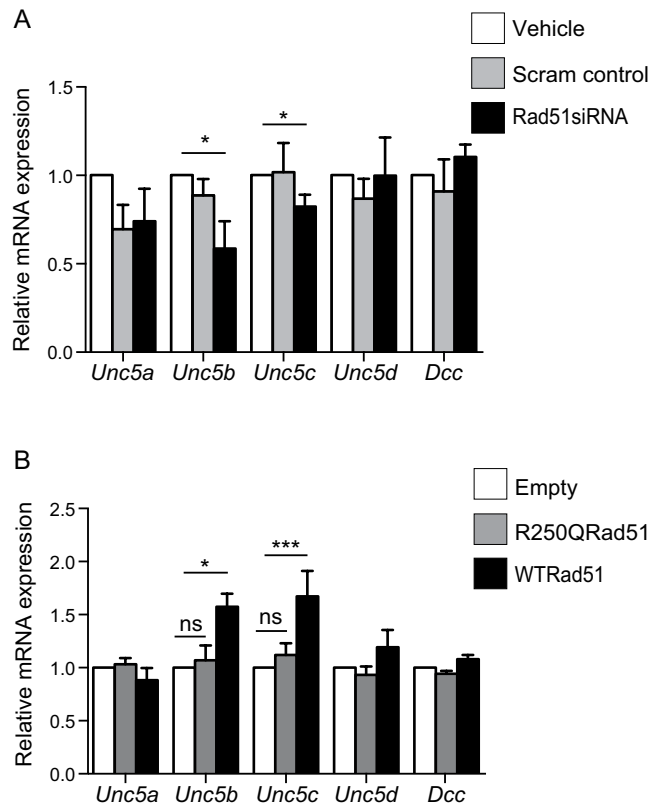 A
Vehicle
Scram control
Rad51siRNA
Relative mRNA expression
1.5
1.0
0.5
0.0
*
*
Unc5a Unc5b Unc5c Unc5d Dcc
B
Empty
R250QRad51
WTRad51
Relative mRNA expression
2.5
2.0
1.5
1.0
0.5
0.0
* ***
ns ns
Unc5a Unc5b Unc5c Unc5d Dcc